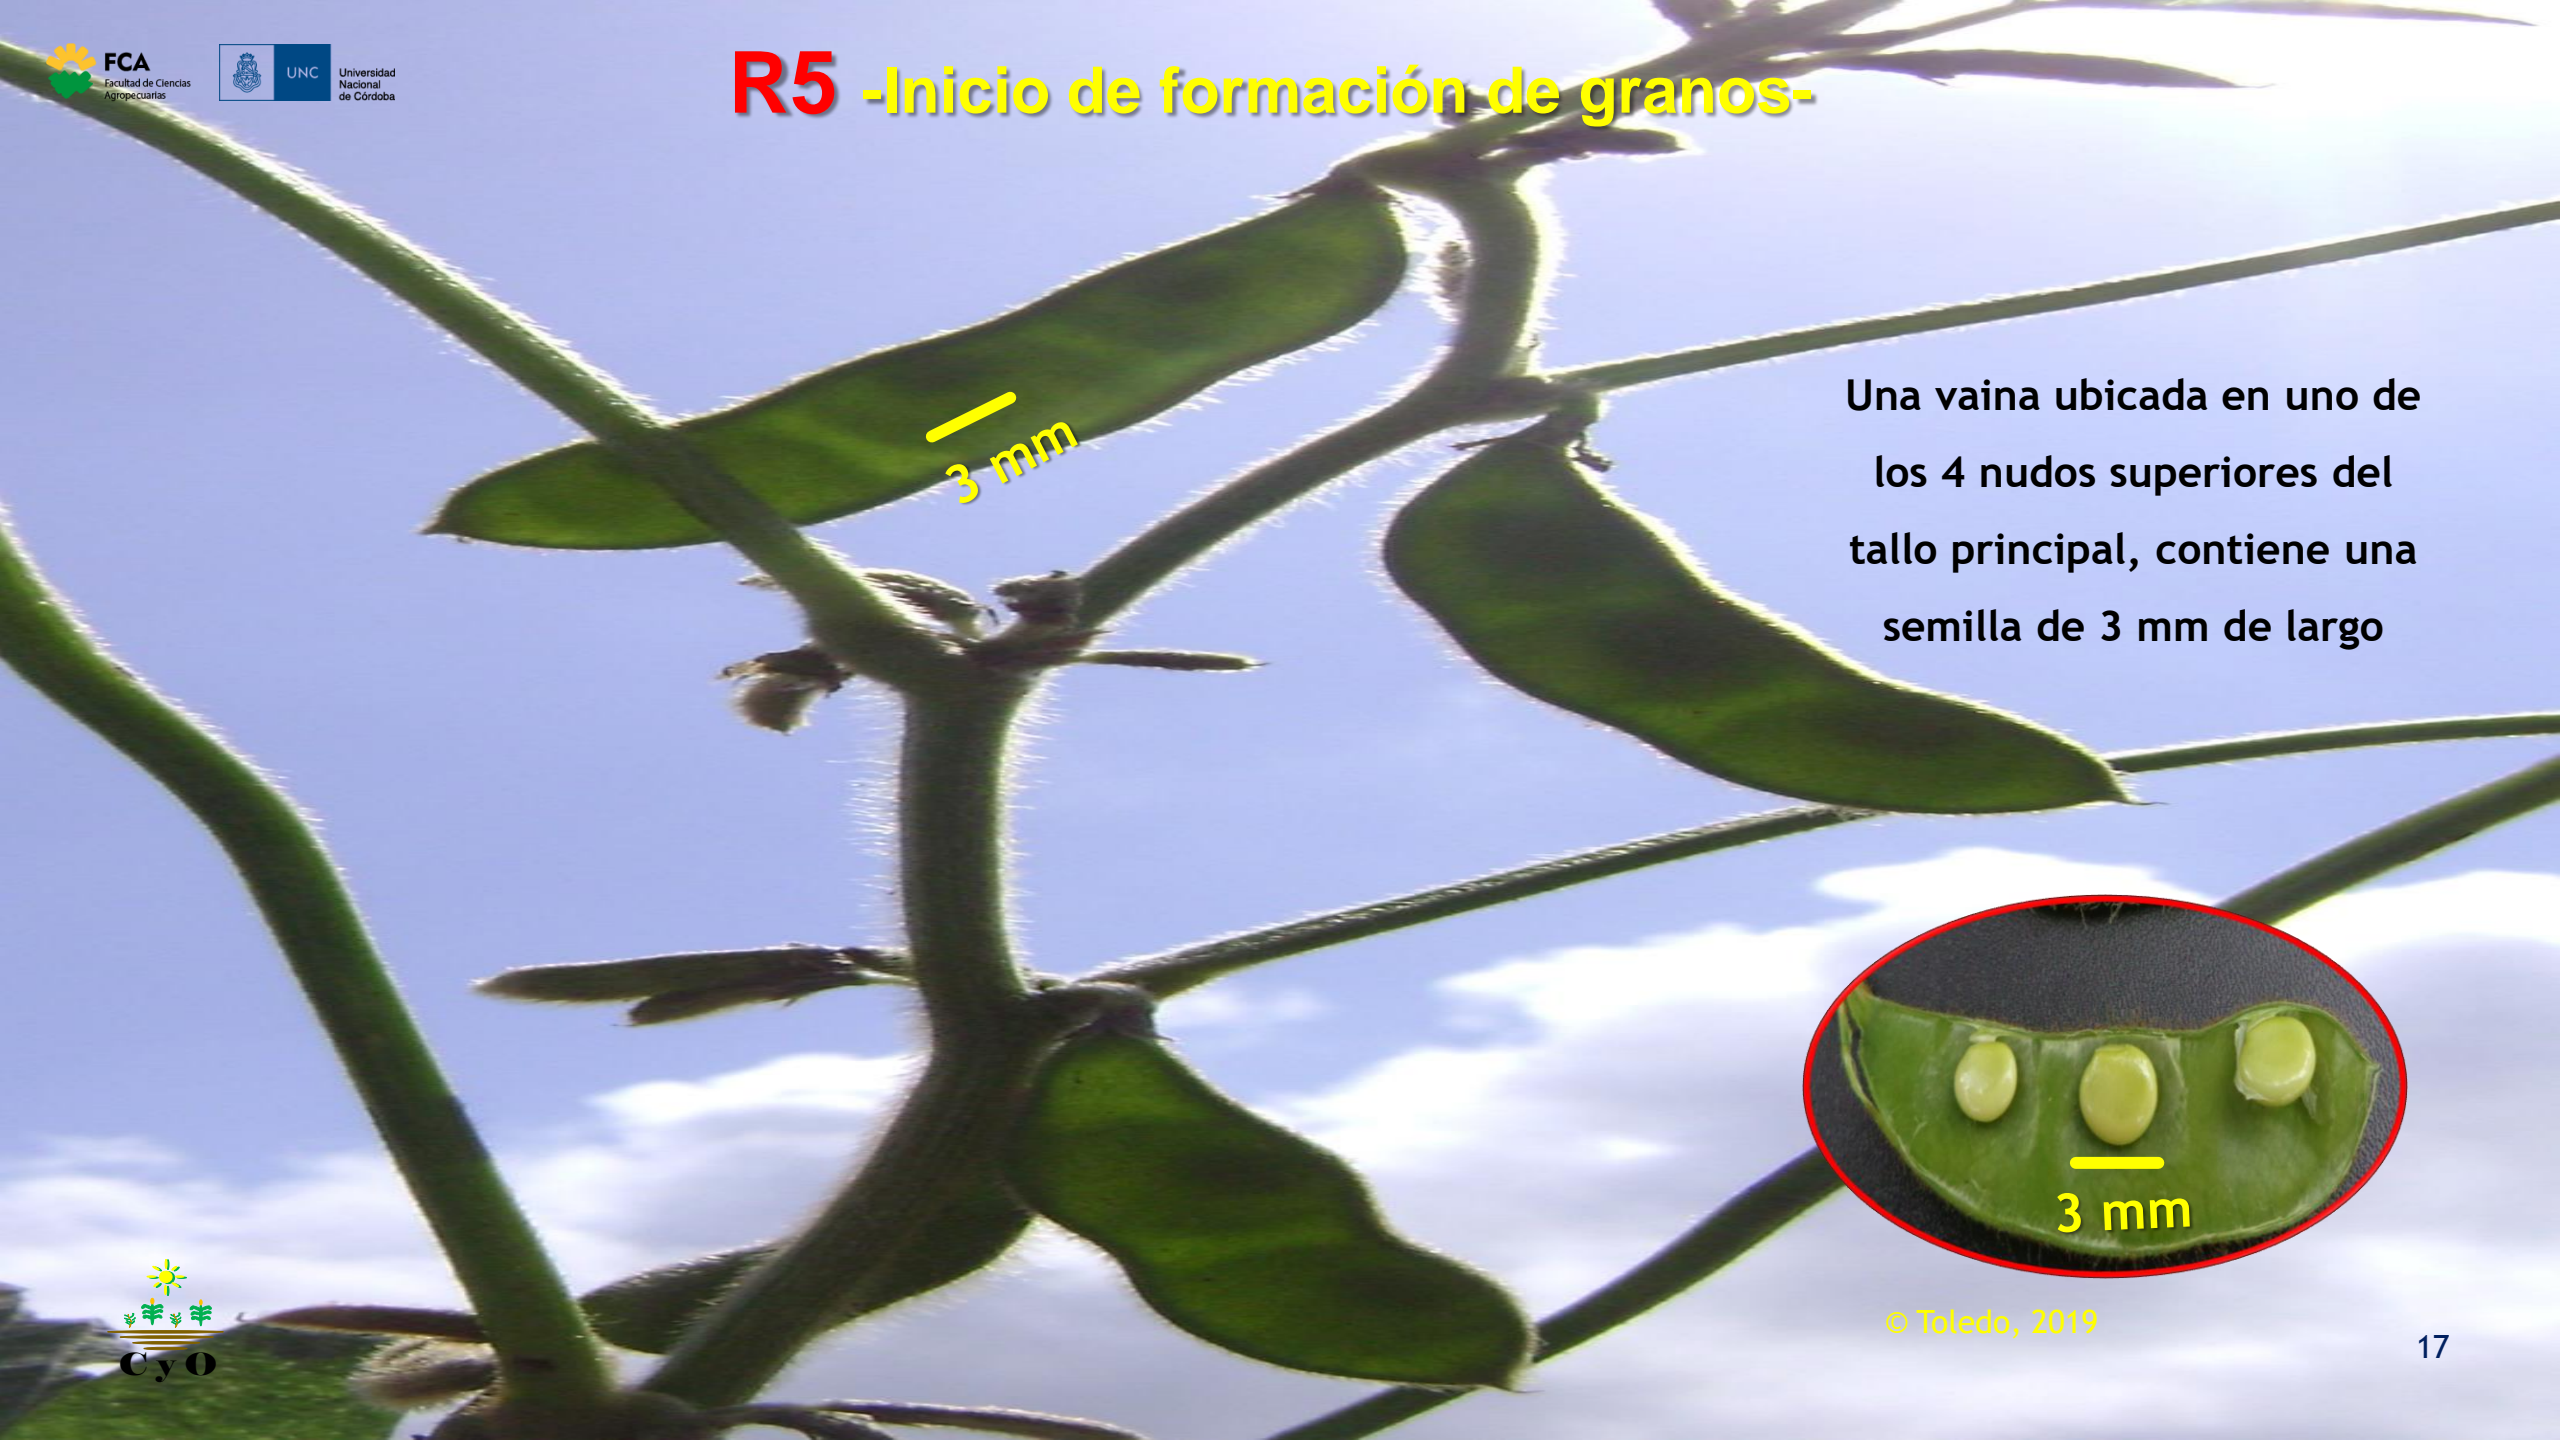 FCA
Facultad de Ciencias
Agropecuarias
UNC
Universidad
Nacional
de Córdoba
R5 -Inicio de formación de granos-
3 mm
Una vaina ubicada en uno de
los 4 nudos superiores del
tallo principal, contiene una
semilla de 3 mm de largo
3 mm
© Toledo, 2019
17
C y O